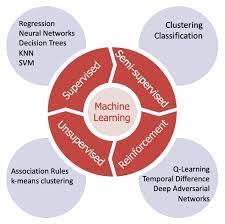 Regression
Neural Networks
Decision Trees
KNN
SVM
Clustering
Classification
Supervised
Semi-supervised
Machine
Learning
Unsupervised
Reinforcement
Association Rules
k-means clustering
Q-Learning
Temporal Difference
Deep Adversarial
Networks